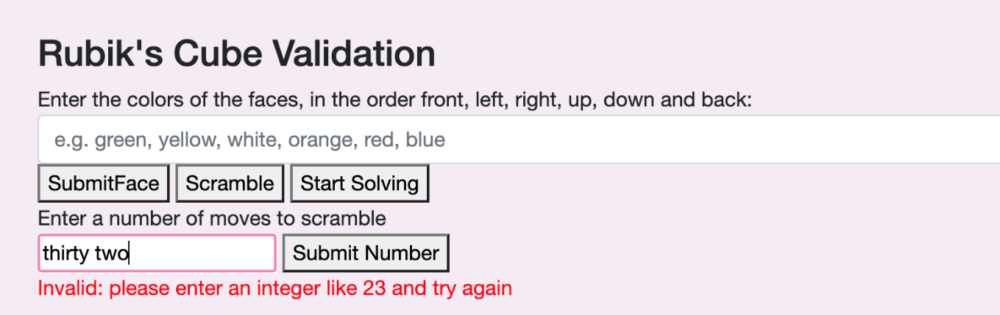 Rubik's Cube Validation
Enter the colors of the faces, in the order front, left, right, up, down and back:
e.g. green, yellow, white, orange, red, blue
SubmitFace Scramble Start Solving
Enter a number of moves to scramble
thirty two Submit Number
Invalid: please enter an integer like 23 and try again